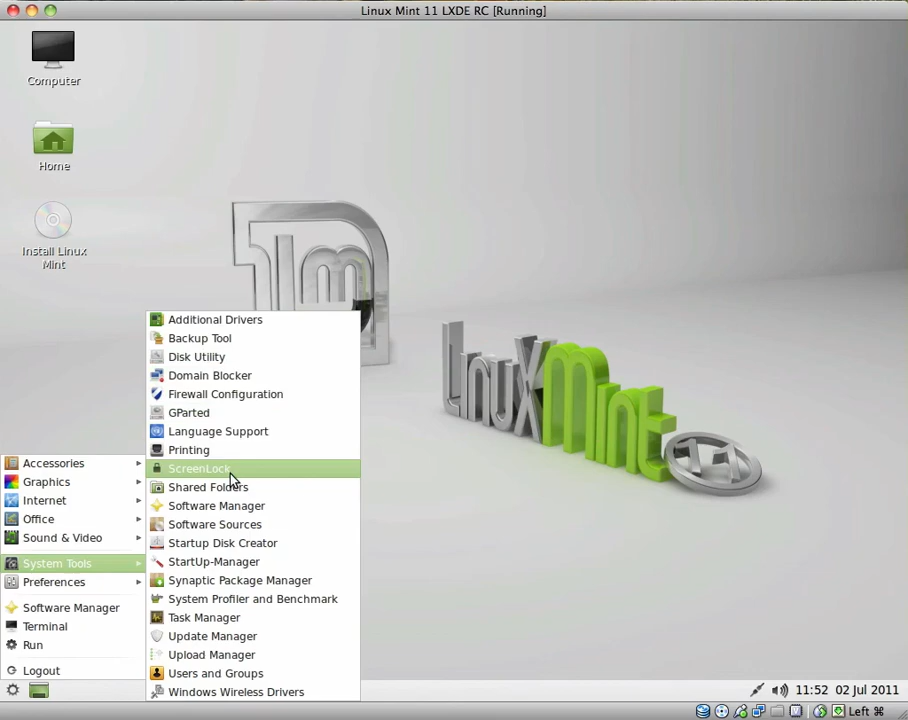 Linux Mint 11 LXDE RC [Running]
Computer
Home
Install Linux
Mint
Linux Mint
11
Additional Drivers
Backup Tool
Disk Utility
Domain Blocker
Firewall Configuration
GParted
Language Support
Printing
ScreenLock
Shared Folders
Software Manager
Software Sources
Startup Disk Creator
StartUp-Manager
Synaptic Package Manager
System Profiler and Benchmark
Task Manager
Update Manager
Upload Manager
Users and Groups
Windows Wireless Drivers
Accessories
Graphics
Internet
Office
Sound & Video
System Tools
Preferences
Software Manager
Terminal
Run
Logout
11:52 02 Jul 2011
Left ⌘